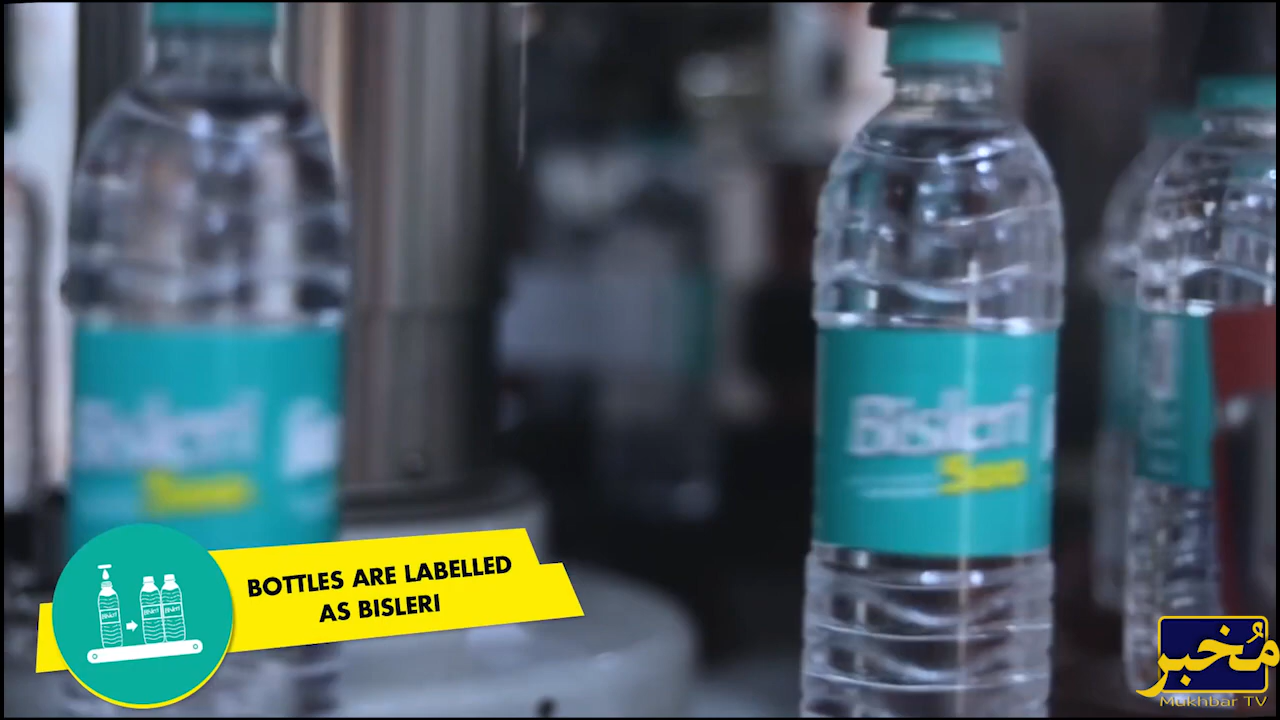 Bisleri
Bisleri
BOTTLES ARE LABELLED
AS BISLERI
مُخبر
Mukhbar TV